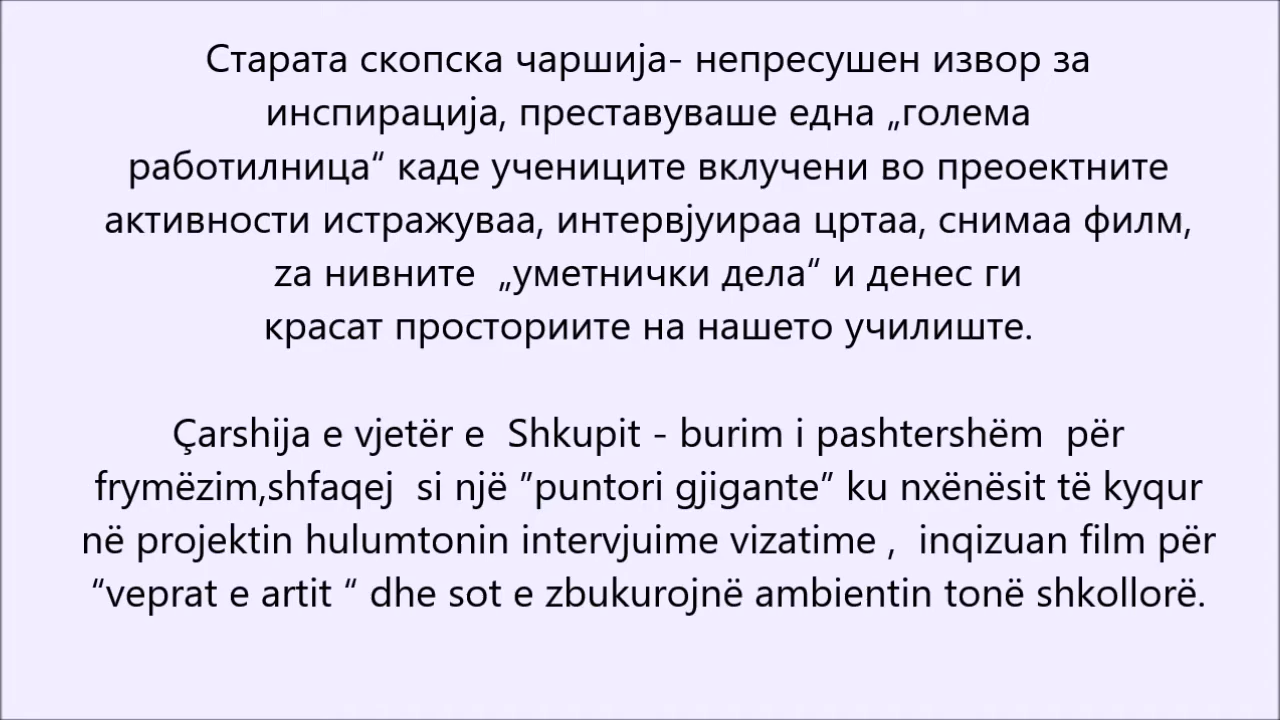 Старата скопска чаршија- непресушен извор за
инспирација, преставуваше една „голема
работилница“ каде учениците вклучени во преоектните
активности истражуваа, интервјуираа цртаа, снимаа филм,
zа нивните „уметнички дела“ и денес ги
красат просториите на нашето училиште.
Çarshija e vjetër e Shkupit - burim i pashtershëm për
frymëzim,shfaqej si një ”puntori gjigante” ku nxënësit të kyqur
në projektin hulumtonin intervjuime vizatime , inqizuan film për
“veprat e artit “ dhe sot e zbukurojnë ambientin tonë shkollorë.